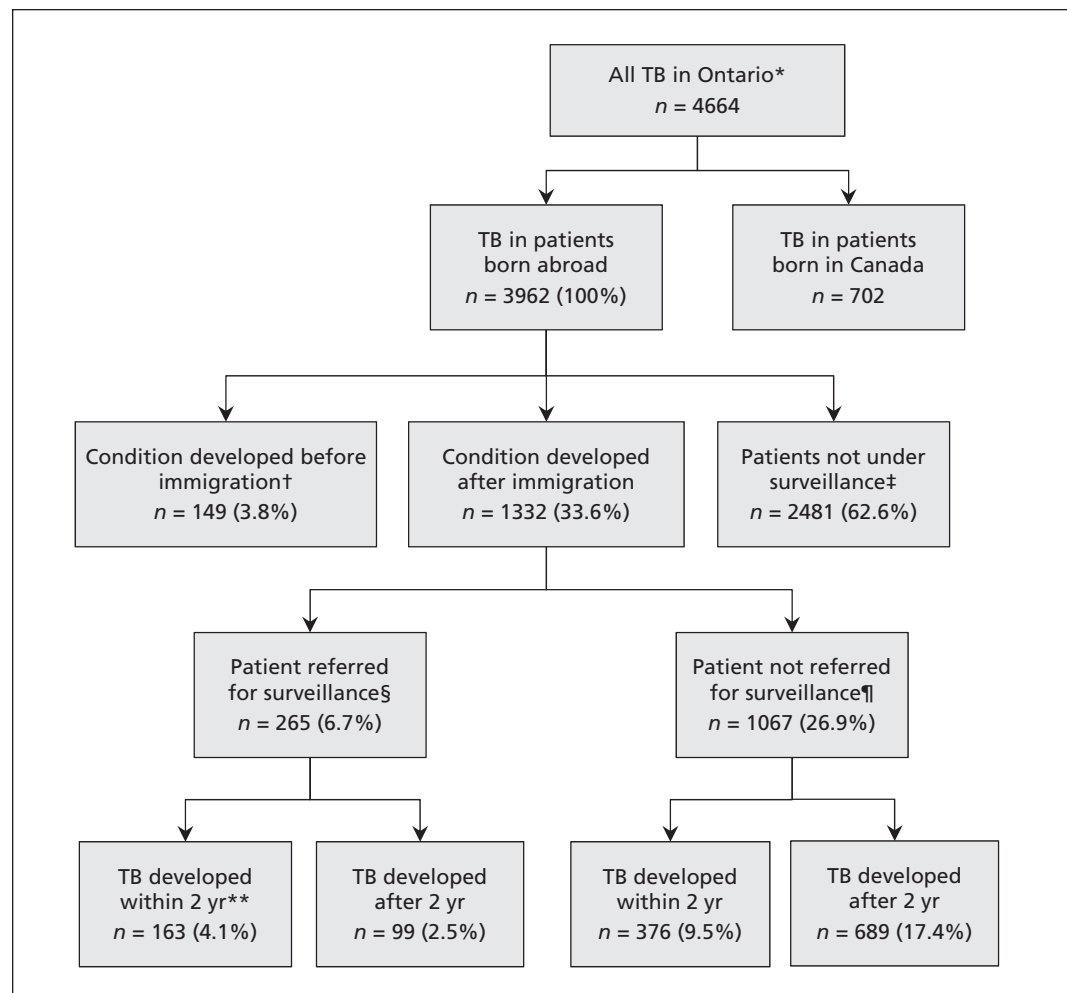 All TB in Ontario*
n = 4664
TB in patients
born abroad
n = 3962 (100%)
TB in patients
born in Canada
n = 702
Condition developed before
immigration†
n = 149 (3.8%)
Condition developed
after immigration
n = 1332 (33.6%)
Patients not under
surveillance‡
n = 2481 (62.6%)
Patient referred
for surveillance§
n = 265 (6.7%)
Patient not referred
for surveillance¶
n = 1067 (26.9%)
TB developed
within 2 yr**
n = 163 (4.1%)
TB developed
after 2 yr
n = 99 (2.5%)
TB developed
within 2 yr
n = 376 (9.5%)
TB developed
after 2 yr
n = 689 (17.4%)